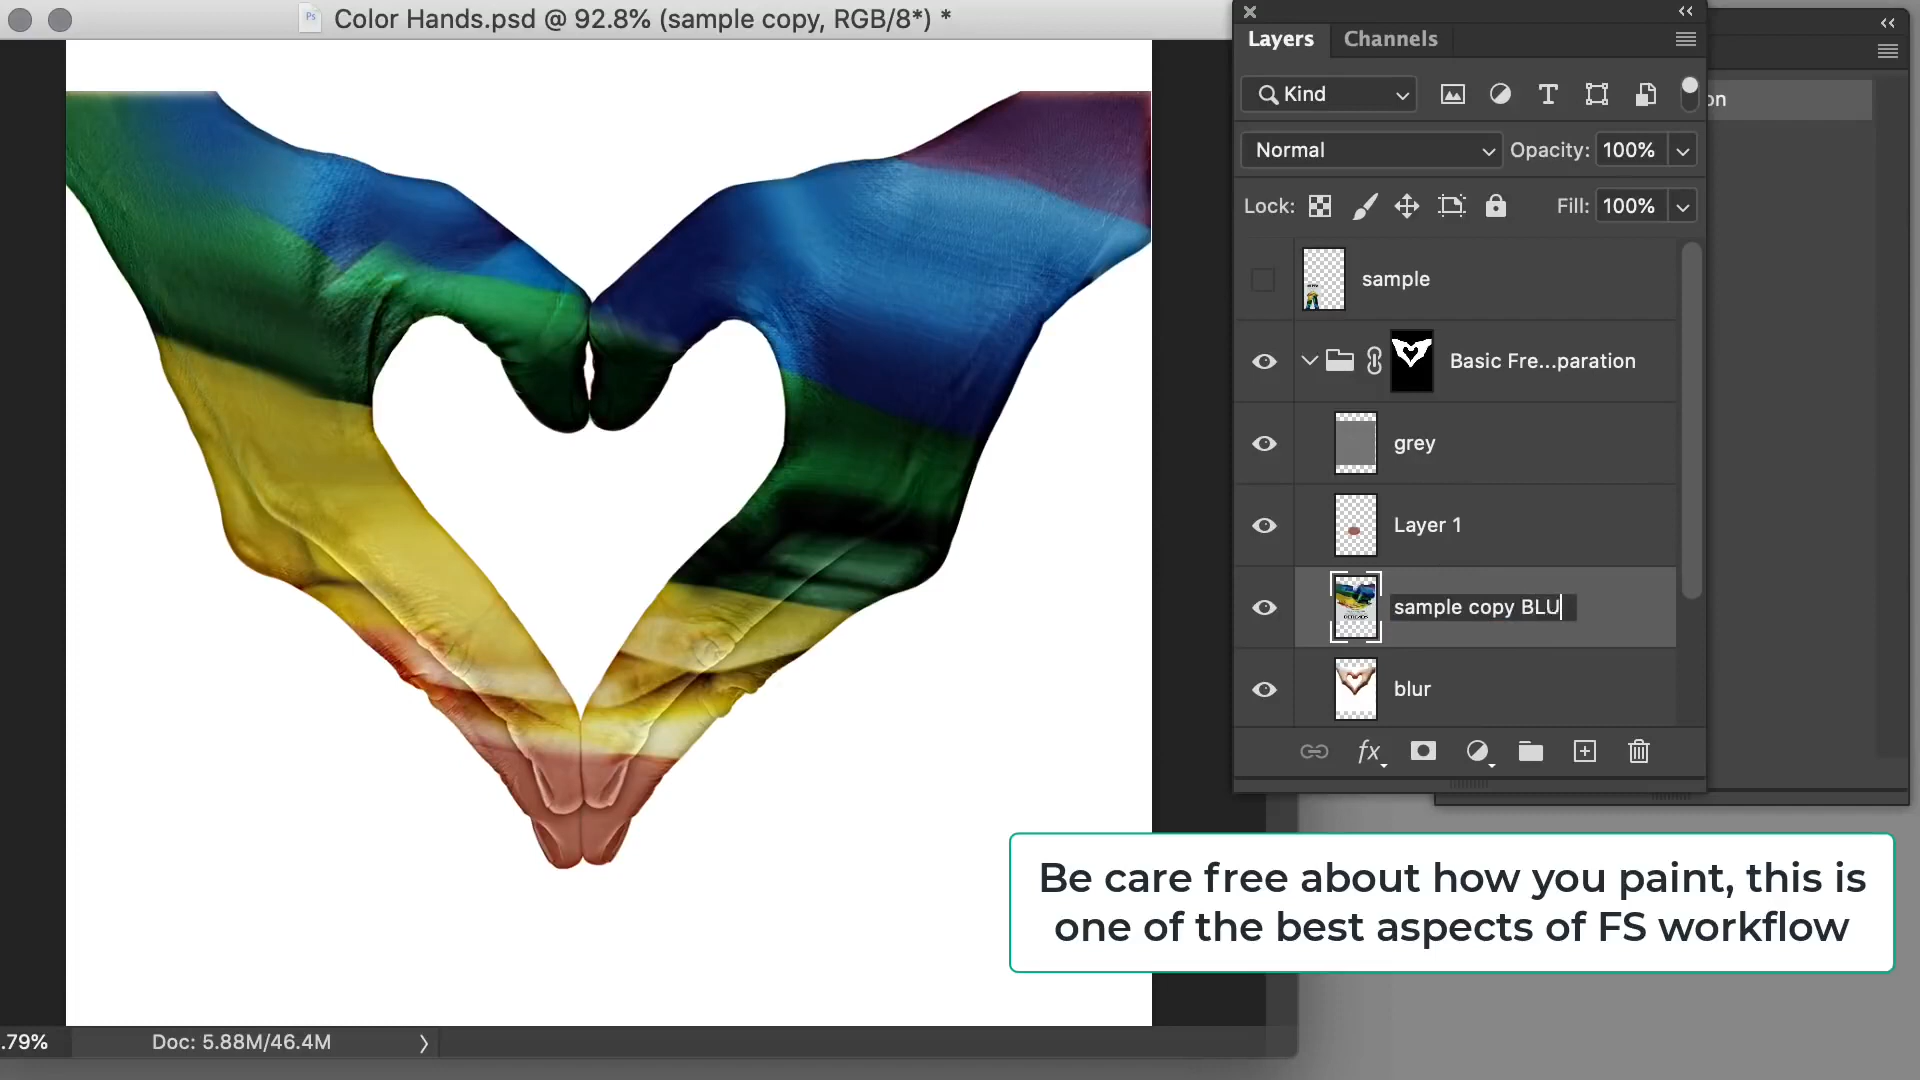 Ps
Color Hands.psd @ 92.8% (sample copy, RGB/8*) *
Layers
Channels
on
Kind
Normal
Opacity: 100%
Lock:
Fill: 100%
sample
Basic Fre...paration
grey
Layer 1
sample copy BLU
blur
fx
Be care free about how you paint, this is
one of the best aspects of FS workflow
.79%
Doc: 5.88M/46.4M